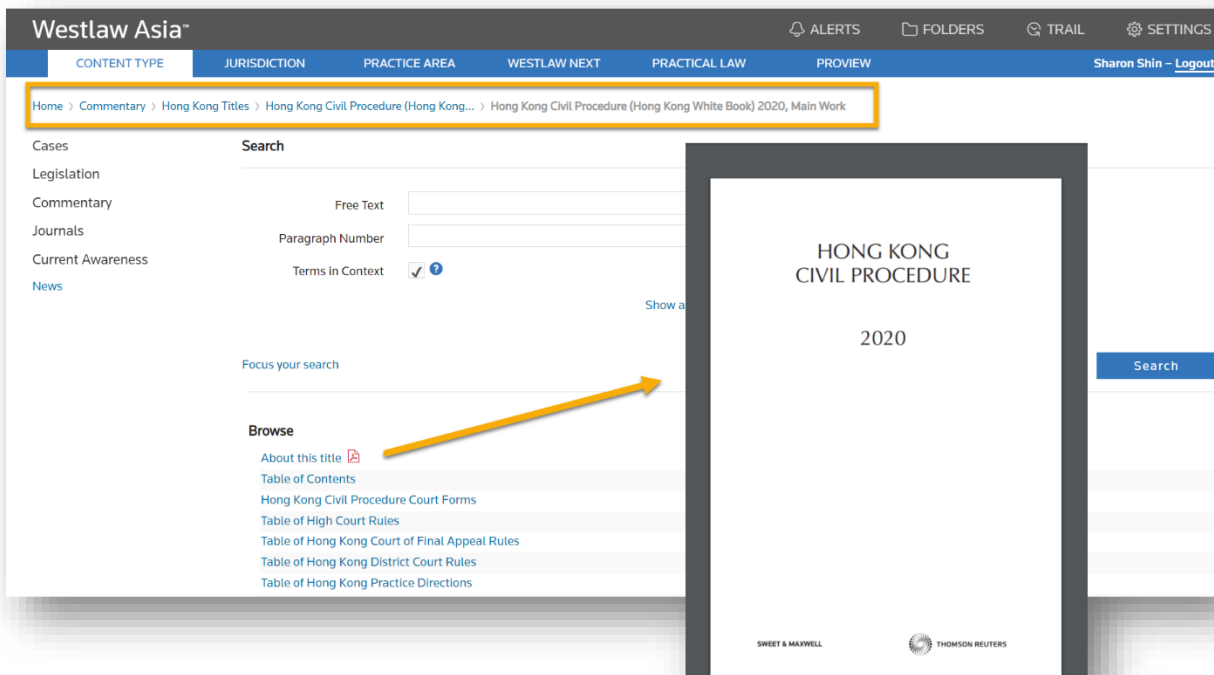 Westlaw Asia™
ALERTS FOLDERS TRAIL SETTINGS
CONTENT TYPE JURISDICTION PRACTICE AREA WESTLAW NEXT PRACTICAL LAW PROVIEW Sharon Shin – Logout
Home > Commentary > Hong Kong Titles > Hong Kong Civil Procedure (Hong Kong... > Hong Kong Civil Procedure (Hong Kong White Book) 2020, Main Work
Cases
Legislation
Commentary
Journals
Current Awareness
News
Search
Free Text
Paragraph Number
Terms in Context ?
Show a
Focus your search
Search
Browse
About this title
Table of Contents
Hong Kong Civil Procedure Court Forms
Table of High Court Rules
Table of Hong Kong Court of Final Appeal Rules
Table of Hong Kong District Court Rules
Table of Hong Kong Practice Directions
HONG KONG
CIVIL PROCEDURE
2020
SWEET & MAXWELL THOMSON REUTERS